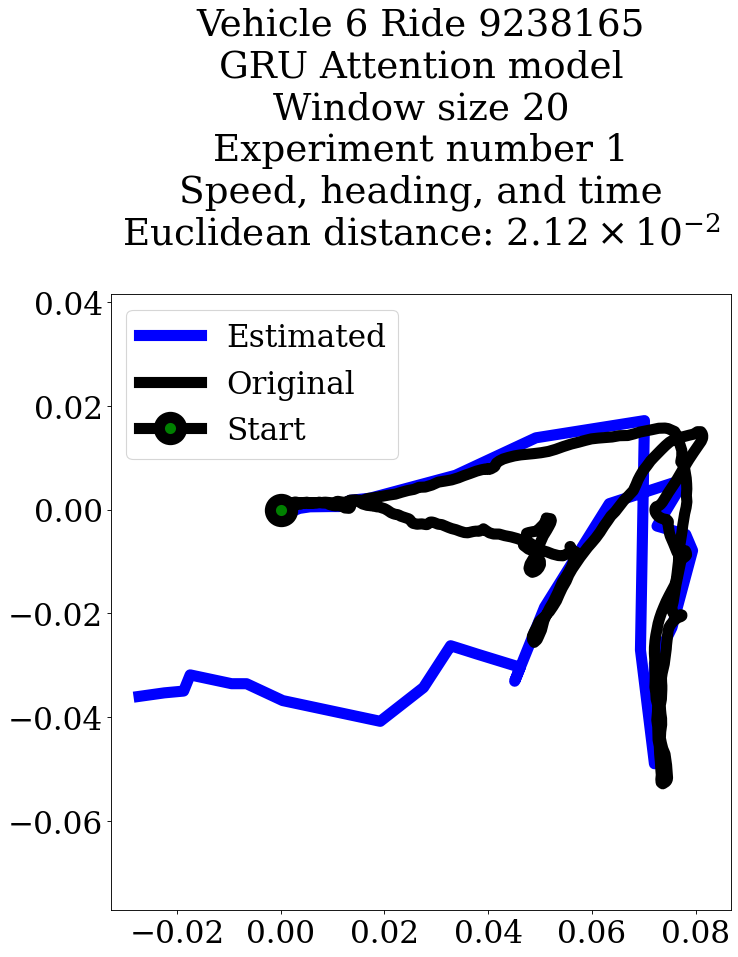 Vehicle 6 Ride 9238165
GRU Attention model
Window size 20
Experiment number 1
Speed, heading, and time
Euclidean distance: 2.12 × 10⁻²
Estimated
Original
Start
0.04
0.02
0.00
−0.02
−0.04
−0.06
−0.02 0.00 0.02 0.04 0.06 0.08